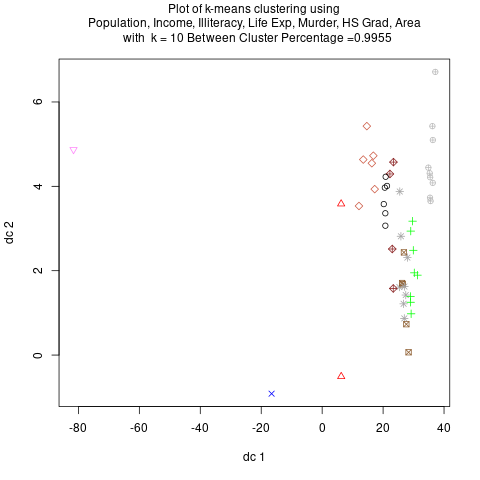 Plot of k-means clustering using
Population, Income, Illiteracy, Life Exp, Murder, HS Grad, Area
with k = 10 Between Cluster Percentage =0.9955
6
4
2
0
dc 2
-80
-60
-40
-20
0
20
40
dc 1